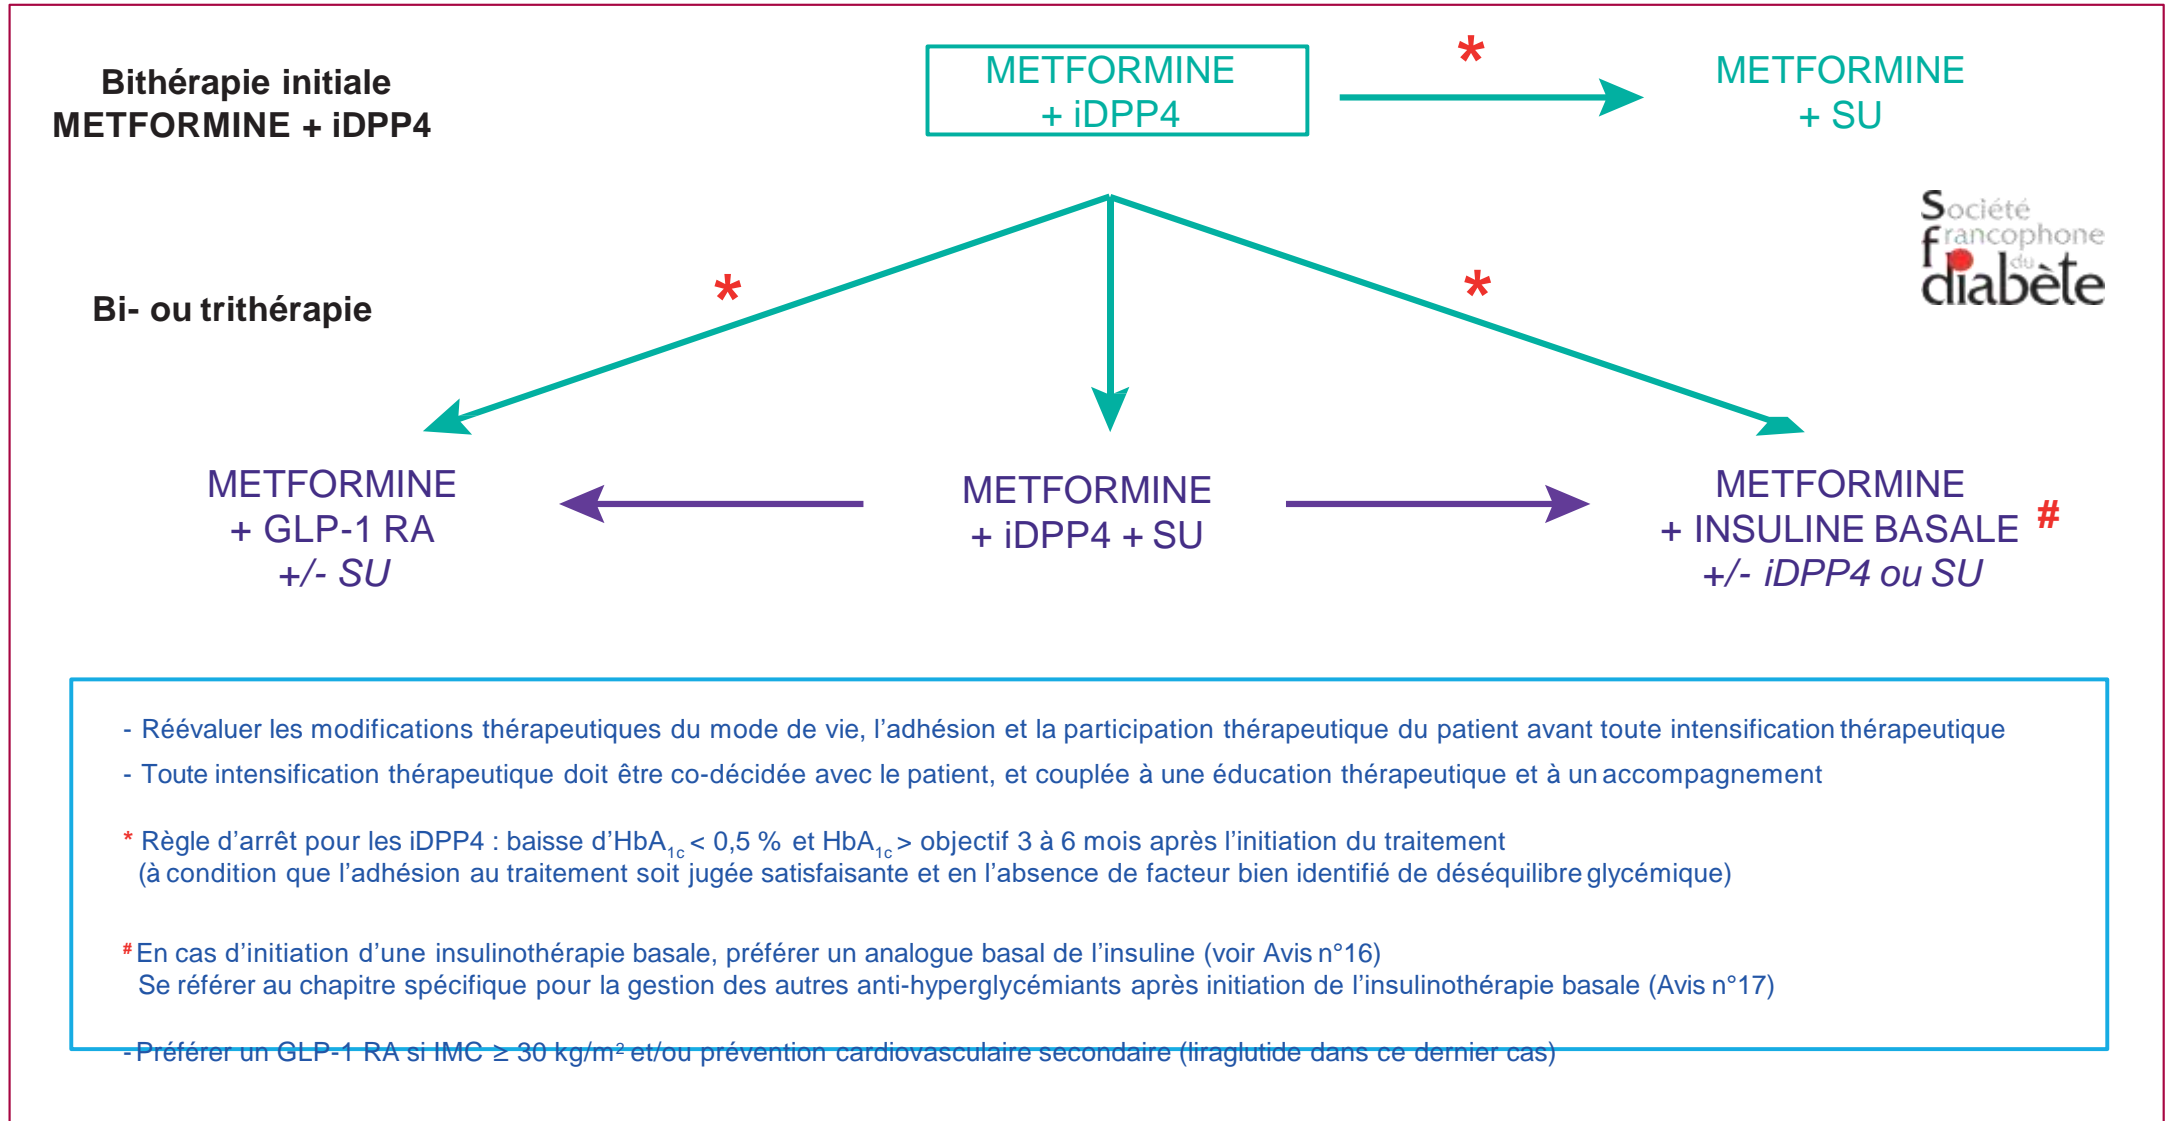 Bithérapie initiale
METFORMINE + iDPP4
METFORMINE
+ iDPP4
*
METFORMINE
+ SU
Société
francophone
du
diabète
Bi- ou trithérapie
*
*
METFORMINE
+ GLP-1 RA
+/- SU
METFORMINE
+ iDPP4 + SU
METFORMINE
+ INSULINE BASALE #
+/- iDPP4 ou SU
- Réévaluer les modifications thérapeutiques du mode de vie, l’adhésion et la participation thérapeutique du patient avant toute intensification thérapeutique
- Toute intensification thérapeutique doit être co-décidée avec le patient, et couplée à une éducation thérapeutique et à un accompagnement
* Règle d’arrêt pour les iDPP4 : baisse d’HbA1c < 0,5 % et HbA1c > objectif 3 à 6 mois après l’initiation du traitement
(à condition que l’adhésion au traitement soit jugée satisfaisante et en l’absence de facteur bien identifié de déséquilibre glycémique)
# En cas d’initiation d’une insulinothérapie basale, préférer un analogue basal de l’insuline (voir Avis n°16)
Se référer au chapitre spécifique pour la gestion des autres anti-hyperglycémiants après initiation de l’insulinothérapie basale (Avis n°17)
- Préférer un GLP-1 RA si IMC ≥ 30 kg/m² et/ou prévention cardiovasculaire secondaire (liraglutide dans ce dernier cas)